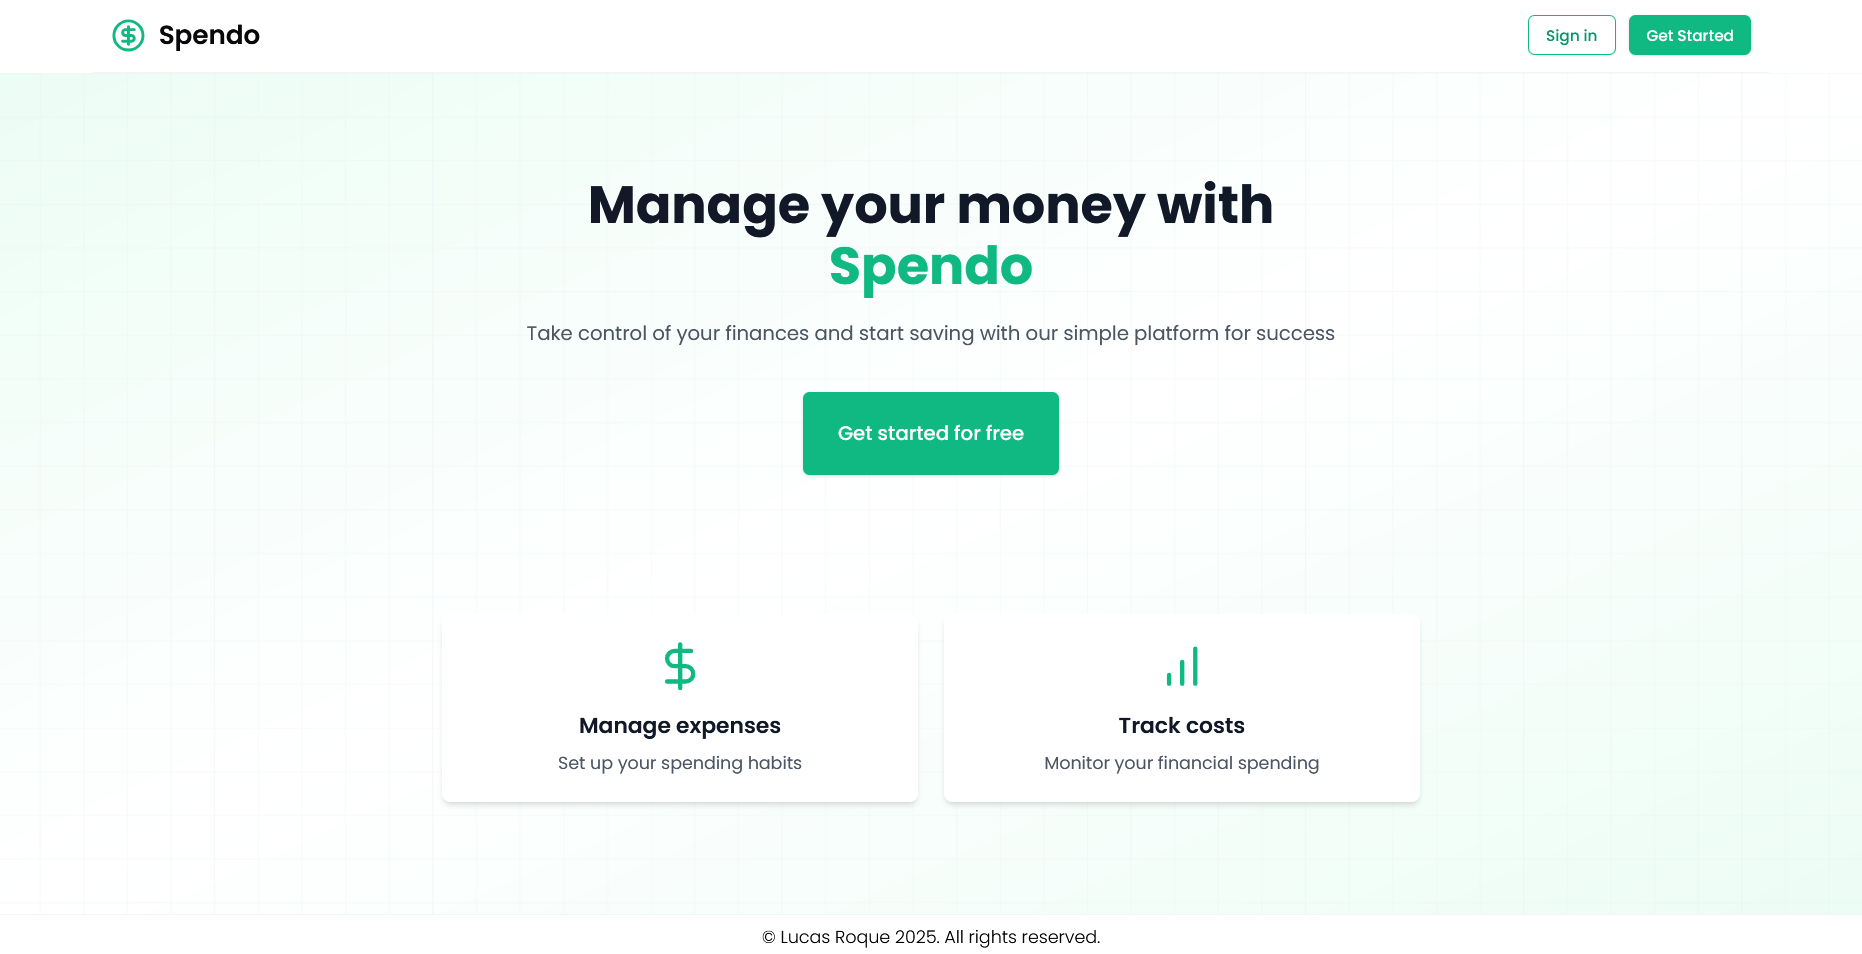 Spendo
Sign in
Get Started
Manage your money with
Spendo
Take control of your finances and start saving with our simple platform for success
Get started for free
Manage expenses
Set up your spending habits
Track costs
Monitor your financial spending
© Lucas Roque 2025. All rights reserved.